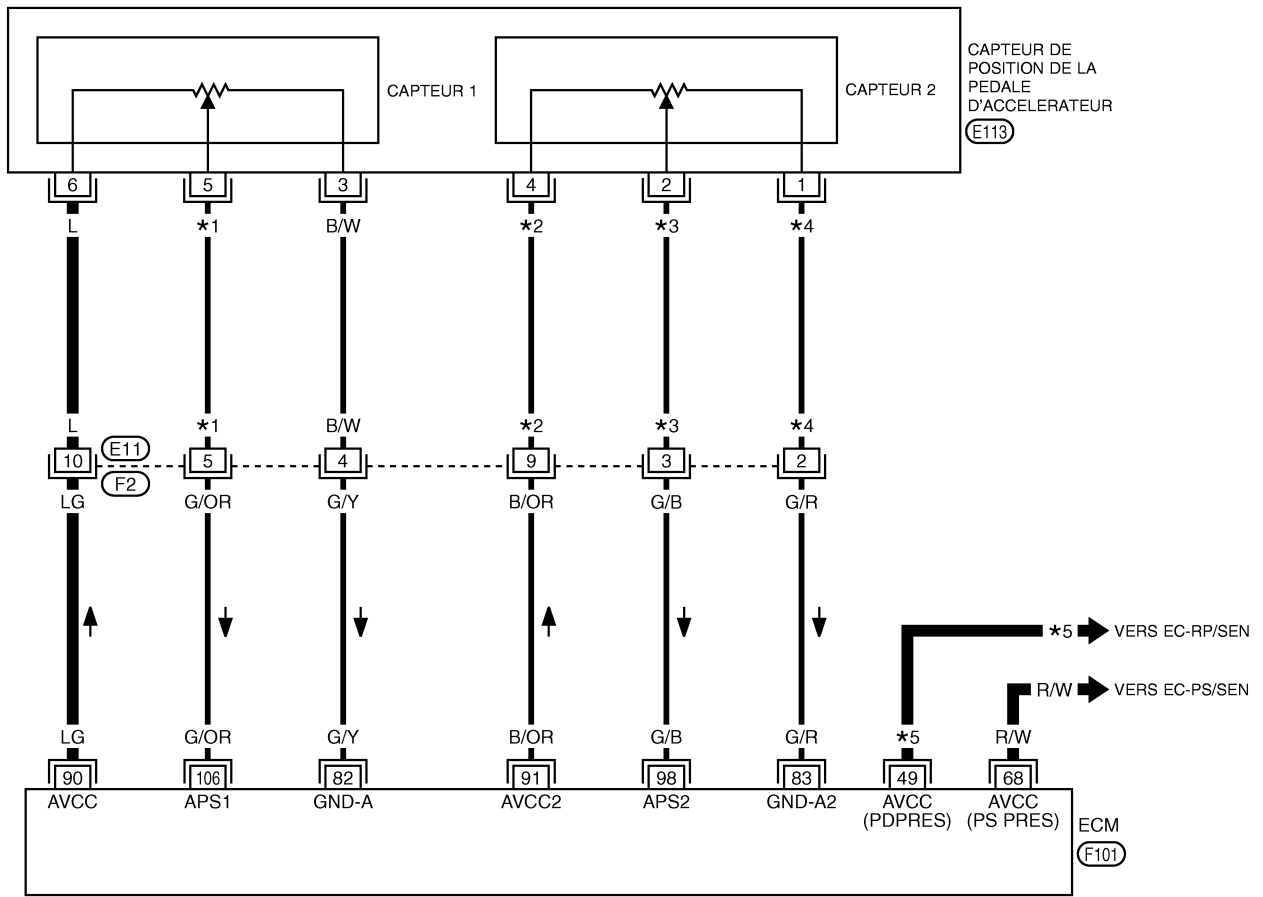 CAPTEUR 1
CAPTEUR 2
CAPTEUR DE
POSITION DE LA
PEDALE
D'ACCELERATEUR
E113
6 5 3 4 2 1
L *1 B/W *2 *3 *4
L *1 B/W *2 *3 *4
E11
10 5 4 9 3 2
F2
LG G/OR G/Y B/OR G/B G/R
*5 VERS EC-RP/SEN
R/W VERS EC-PS/SEN
LG G/OR G/Y B/OR G/B G/R *5 R/W
90 106 82 91 98 83 49 68
AVCC APS1 GND-A AVCC2 APS2 GND-A2 AVCC AVCC
(PDPRES) (PS PRES)
ECM
F101